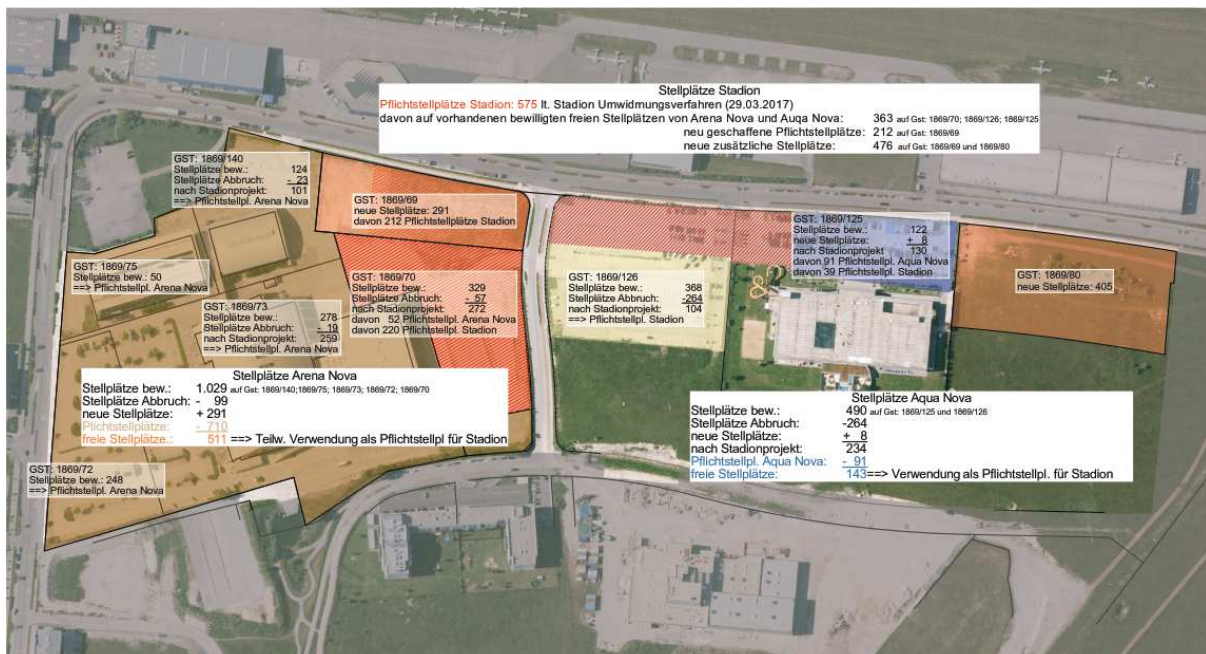 Stellplätze Stadion
Pflichtstellplätze Stadion: 575 lt. Stadion Umwidmungsverfahren (29.03.2017)
davon auf vorhandenen bewilligten freien Stellplätzen von Arena Nova und Auqa Nova: 363 auf Gst: 1869/70; 1869/126; 1869/125
neu geschaffene Pflichtstellplätze: 212 auf Gst: 1869/69
neue zusätzliche Stellplätze: 476 auf Gst: 1869/69 und 1869/80
GST: 1869/140
Stellplätze bew.: 124
Stellplätze Abbruch: - 23
nach Stadionprojekt: 101
==> Pflichtstellpl. Arena Nova
GST: 1869/69
neue Stellplätze: 291
davon 212 Pflichtstellplätze Stadion
GST: 1869/125
Stellplätze bew.: 122
neue Stellplätze: + 8
nach Stadionprojekt 130
davon 91 Pflichtstellpl. Aqua Nova
davon 39 Pflichtstellpl. Stadion
GST: 1869/75
Stellplätze bew.: 50
==> Pflichtstellpl. Arena Nova
GST: 1869/70
Stellplätze bew.: 329
Stellplätze Abbruch: - 57
nach Stadionprojekt: 272
davon 52 Pflichtstellpl. Arena Nova
davon 220 Pflichtstellpl. Stadion
GST: 1869/126
Stellplätze bew.: 368
Stellplätze Abbruch: -264
nach Stadionprojekt: 104
==> Pflichtstellpl. Stadion
GST: 1869/80
neue Stellplätze: 405
GST: 1869/73
Stellplätze bew.: 278
Stellplätze Abbruch: - 19
nach Stadionprojekt: 259
==> Pflichtstellpl. Arena Nova
Stellplätze Arena Nova
Stellplätze bew.: 1.029 auf Gst: 1869/140;1869/75; 1869/73; 1869/72; 1869/70
Stellplätze Abbruch: - 99
neue Stellplätze: + 291
Plichtstellplätze: - 710
freie Stellplätze.: 511 ==> Teilw. Verwendung als Pflichtstellpl für Stadion
Stellplätze Aqua Nova
Stellplätze bew.: 490 auf Gst: 1869/125 und 1869/126
Stellplätze Abbruch: -264
neue Stellplätze: + 8
nach Stadionprojekt: 234
Pflichtstellpl. Aqua Nova: - 91
freie Stellplätze: 143==> Verwendung als Pflichtstellpl. für Stadion
GST: 1869/72
Stellplätze bew.: 248
==> Pflichtstellpl. Arena Nova